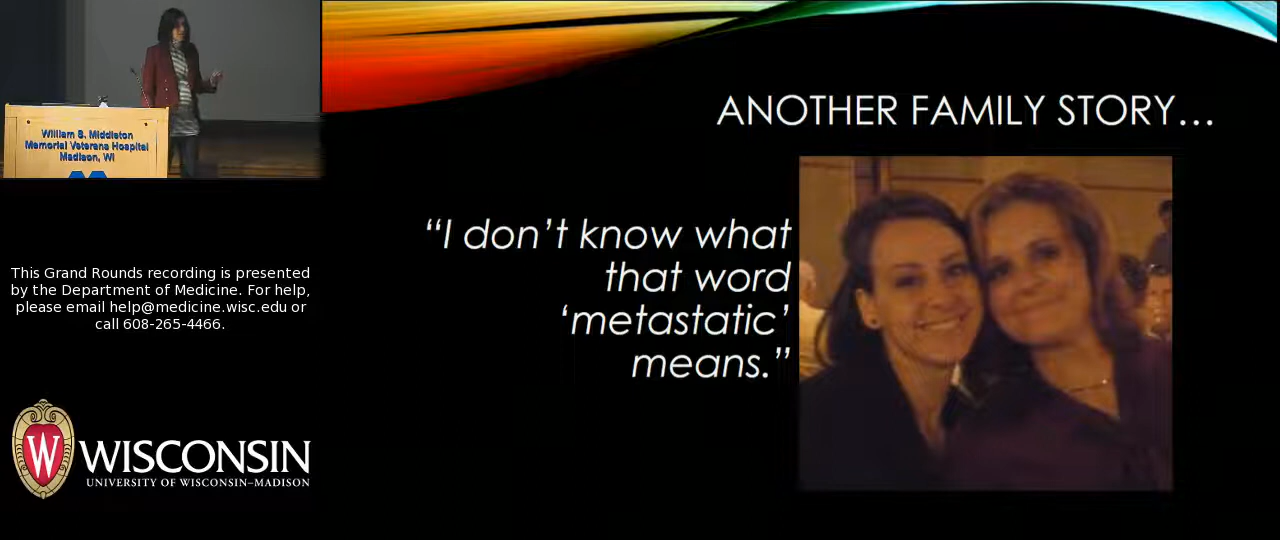 William S. Middleton
Memorial Veterans Hospital
Madison, WI
This Grand Rounds recording is presented
by the Department of Medicine. For help,
please email help@medicine.wisc.edu or
call 608-265-4466.
W
WISCONSIN
UNIVERSITY OF WISCONSIN–MADISON
ANOTHER FAMILY STORY…
“I don’t know what
that word
‘metastatic’
means.”